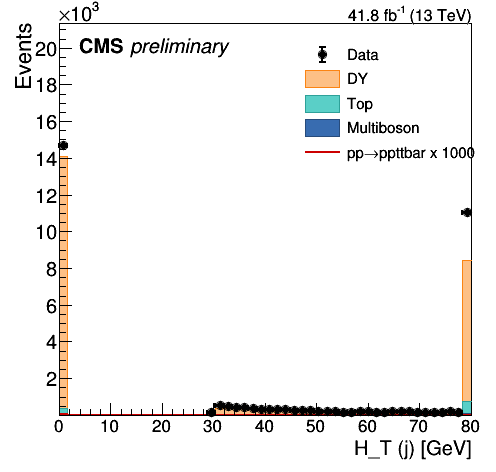 ×10³
41.8 fb⁻¹ (13 TeV)
CMS preliminary
Events
Data
DY
Top
Multiboson
pp→ppttbar x 1000
20
18
16
14
12
10
8
6
4
2
0 10 20 30 40 50 60 70 80
H_T (j) [GeV]